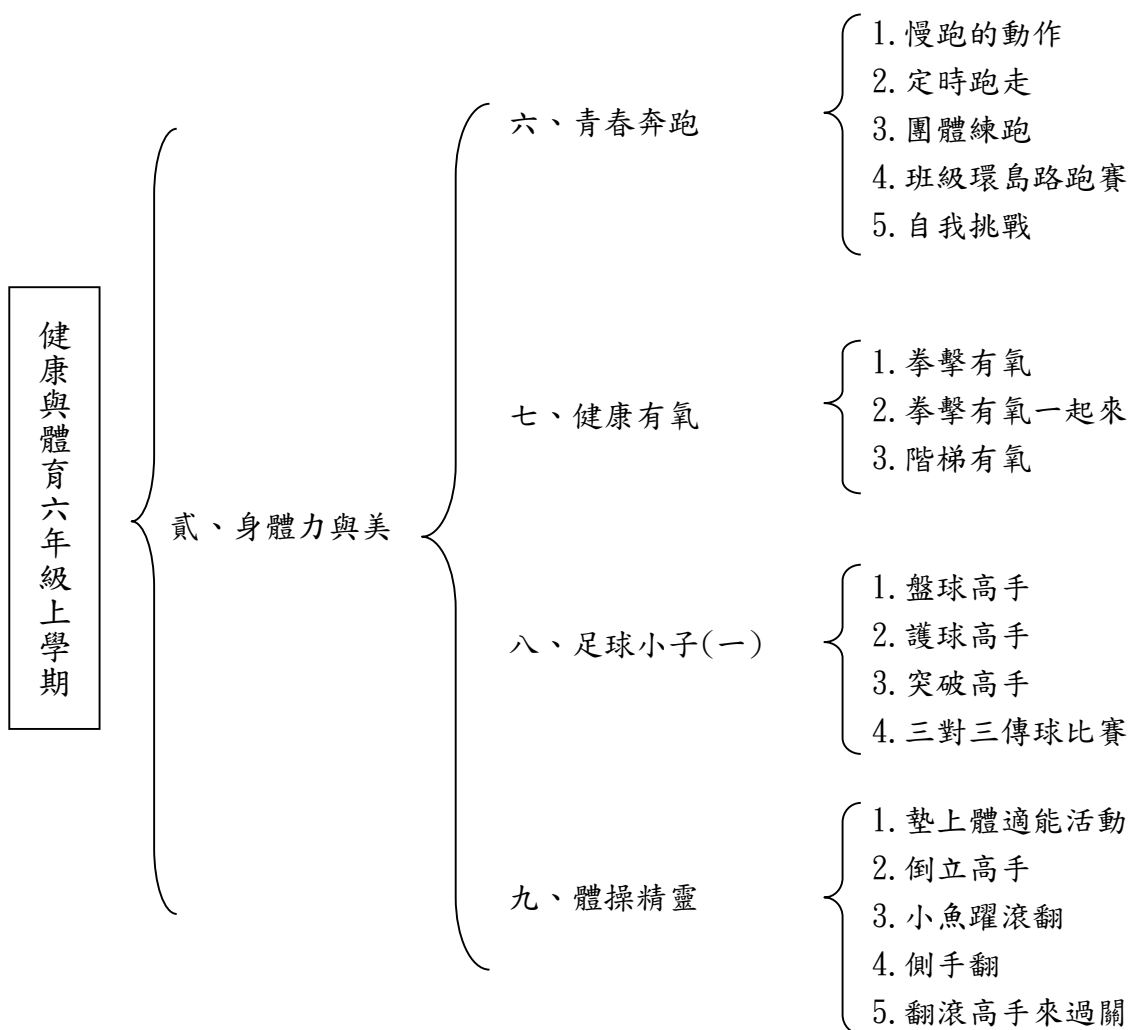 健康與體育六年級上學期
貳、身體力與美
六、青春奔跑
1.慢跑的動作
2.定時跑走
3.團體練跑
4.班級環島路跑賽
5.自我挑戰
七、健康有氧
1.拳擊有氧
2.拳擊有氧一起來
3.階梯有氧
八、足球小子(一)
1.盤球高手
2.護球高手
3.突破高手
4.三對三傳球比賽
九、體操精靈
1.墊上體適能活動
2.倒立高手
3.小魚躍滾翻
4.側手翻
5.翻滾高手來過關